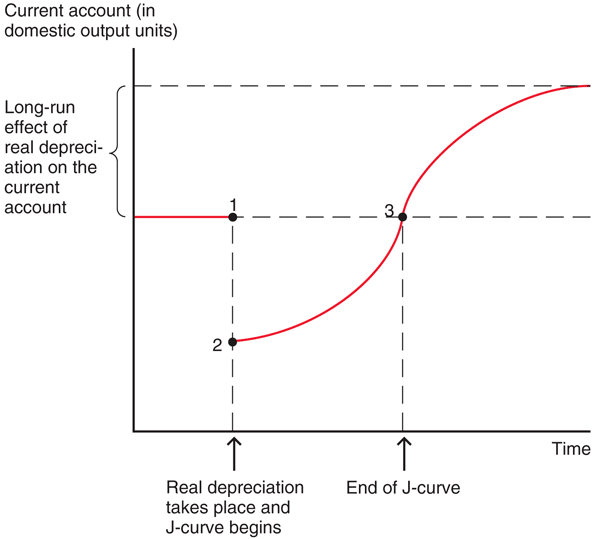 Current account (in
domestic output units)
Long-run
effect of
real depreci-
ation on the
current
account
1
3
2
Time
Real depreciation
takes place and
J-curve begins
End of J-curve